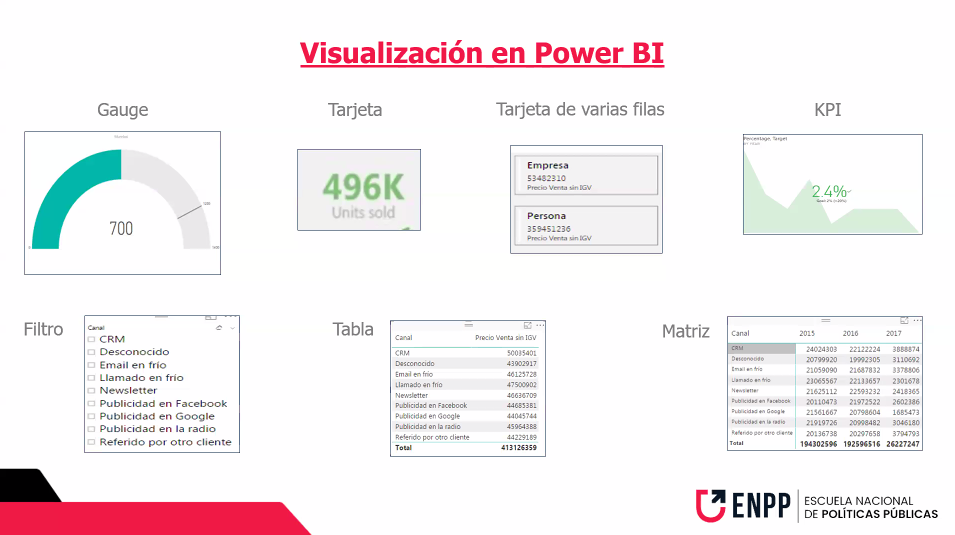 Visualización en Power BI
Gauge
Tarjeta
Tarjeta de varias filas
KPI
700
496K
Units sold
Empresa
53482310
Precio Venta sin IGV
Persona
359451236
Precio Venta sin IGV
Percentage, Target
2.4%
Filtro
Canal
CRM
Desconocido
Email en frío
Llamado en frío
Newsletter
Publicidad en Facebook
Publicidad en Google
Publicidad en la radio
Referido por otro cliente
Tabla
Canal Precio Venta sin IGV
CRM 50035401
Desconocido 43902917
Email en frío 46125728
Llamado en frío 47500902
Newsletter 46636709
Publicidad en Facebook 44685381
Publicidad en Google 44045744
Publicidad en la radio 45964388
Referido por otro cliente 44229189
Total 413126359
Matriz
Canal 2015 2016 2017
CRM 24024303 22122224 3888874
Desconocido 20799920 19992305 3110692
Email en frío 21059090 21687832 3378806
Llamado en frío 23065567 22133657 2301678
Newsletter 21625112 22593232 2418365
Publicidad en Facebook 20110473 21972522 2602386
Publicidad en Google 21561667 20798604 1685473
Publicidad en la radio 21919726 20998482 3046180
Referido por otro cliente 20136738 20297658 3794793
Total 194302596 192596516 26227247
ENPP
ESCUELA NACIONAL
DE POLÍTICAS PÚBLICAS